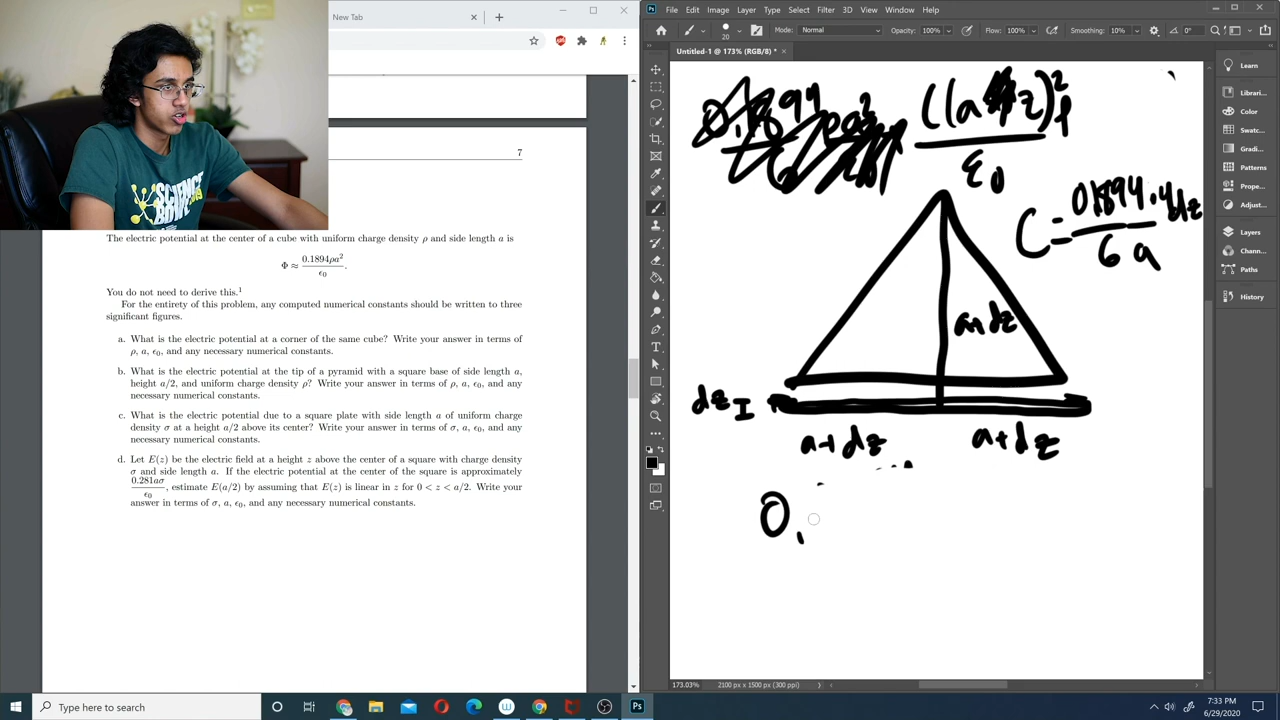 New Tab
File Edit Image Layer Type Select Filter 3D View Window Help
20 Mode: Normal Opacity: 100% Flow: 100% Smoothing: 10% 0°
Untitled-1 @ 173% (RGB/8) *
7
The electric potential at the center of a cube with uniform charge density ρ and side length a is
Φ ≈ 0.1894ρa² / ϵ₀.
You do not need to derive this.¹
For the entirety of this problem, any computed numerical constants should be written to three
significant figures.
a. What is the electric potential at a corner of the same cube? Write your answer in terms of
ρ, a, ϵ₀, and any necessary numerical constants.
b. What is the electric potential at the tip of a pyramid with a square base of side length a,
height a/2, and uniform charge density ρ? Write your answer in terms of ρ, a, ϵ₀, and any
necessary numerical constants.
c. What is the electric potential due to a square plate with side length a of uniform charge
density σ at a height a/2 above its center? Write your answer in terms of σ, a, ϵ₀, and any
necessary numerical constants.
d. Let E(z) be the electric field at a height z above the center of a square with charge density
σ and side length a. If the electric potential at the center of the square is approximately
0.281aσ / ϵ₀, estimate E(a/2) by assuming that E(z) is linear in z for 0 < z < a/2. Write your
answer in terms of σ, a, ϵ₀, and any necessary numerical constants.
ε₀
a+dz
dz
a+dz
a+dz
0.
Learn
Librari...
Color
Swatc...
Gradi...
Patterns
Prope...
Adjust...
Layers
Chann...
Paths
History
173.03% 2100 px x 1500 px (300 ppi)
Type here to search
7:33 PM
6/29/2020